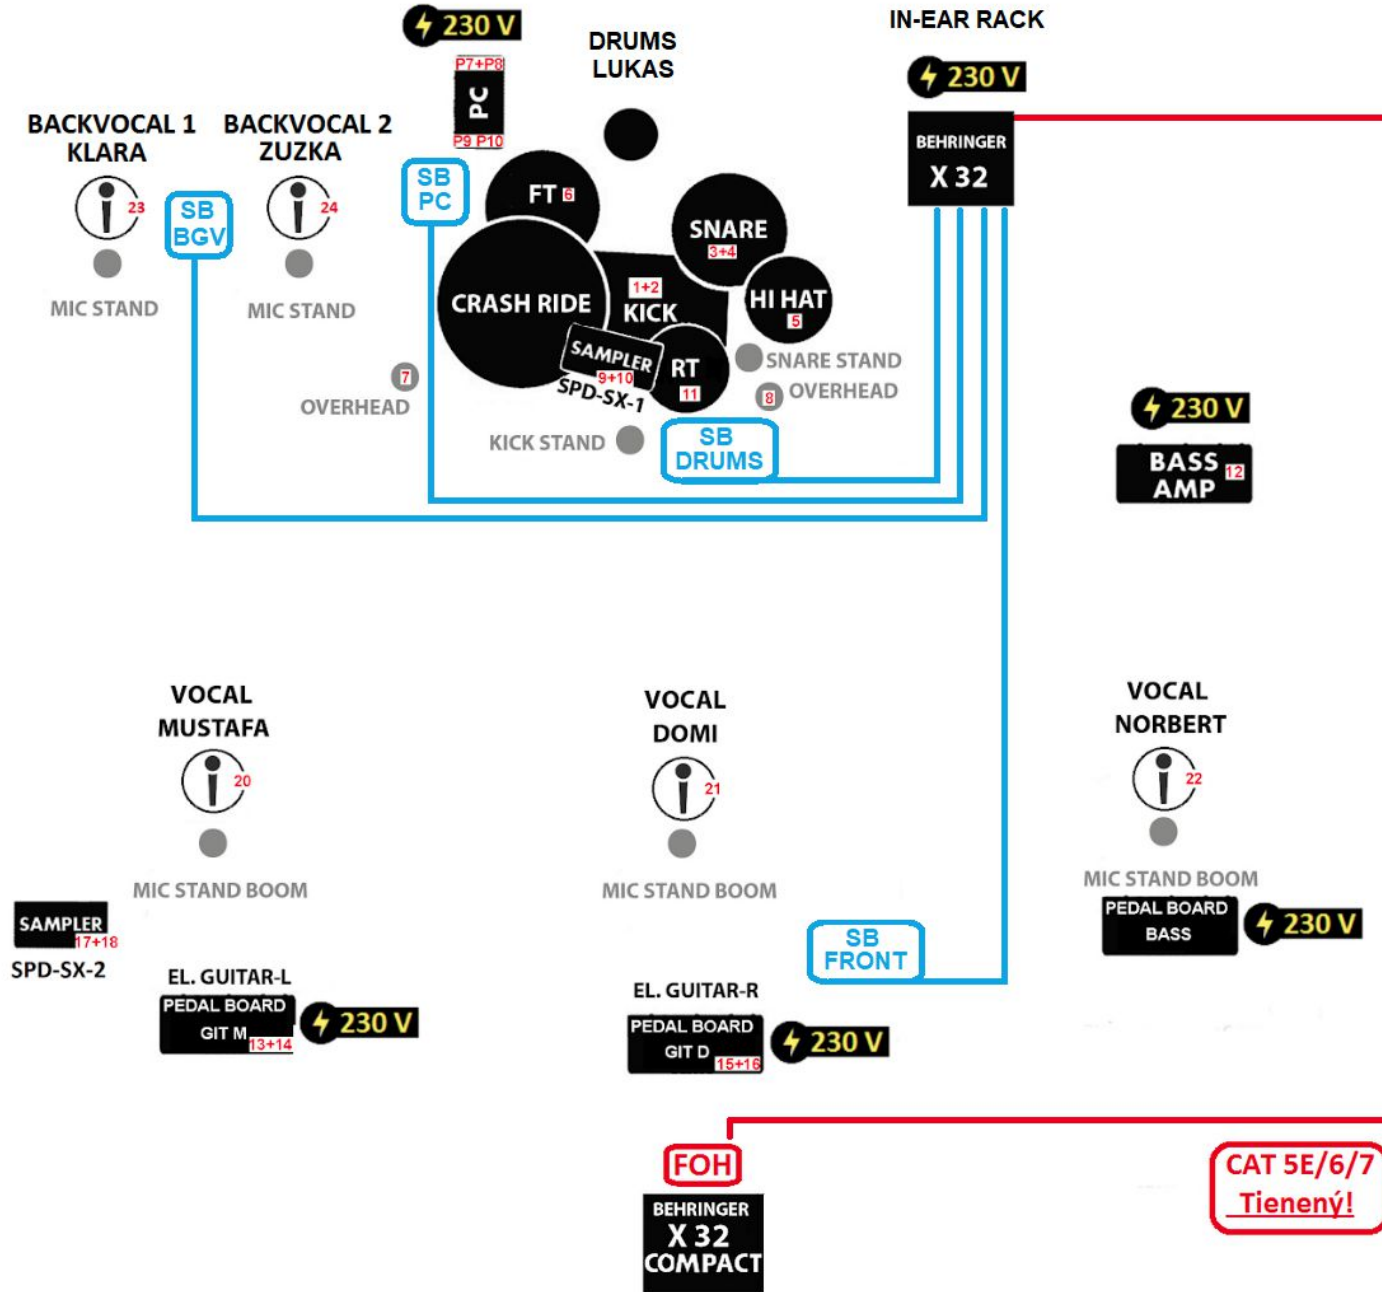 230 V
IN-EAR RACK
DRUMS
LUKAS
P7+P8
PC
P9 P10
230 V
BACKVOCAL 1
KLARA
BACKVOCAL 2
ZUZKA
BEHRINGER
X 32
23
SB
BGV
24
SB
PC
FT 6
SNARE
3+4
MIC STAND
MIC STAND
CRASH RIDE
1+2
KICK
HI HAT
5
SAMPLER
9+10
SPD-SX-1
RT
11
SNARE STAND
7
OVERHEAD
8
OVERHEAD
KICK STAND
SB
DRUMS
230 V
BASS
AMP
12
VOCAL
MUSTAFA
20
MIC STAND BOOM
VOCAL
DOMI
21
MIC STAND BOOM
VOCAL
NORBERT
22
MIC STAND BOOM
PEDAL BOARD
BASS
230 V
SAMPLER
17+18
SPD-SX-2
SB
FRONT
EL. GUITAR-L
PEDAL BOARD
GIT M
13+14
230 V
EL. GUITAR-R
PEDAL BOARD
GIT D
15+16
230 V
FOH
BEHRINGER
X 32
COMPACT
CAT 5E/6/7
Tienený!